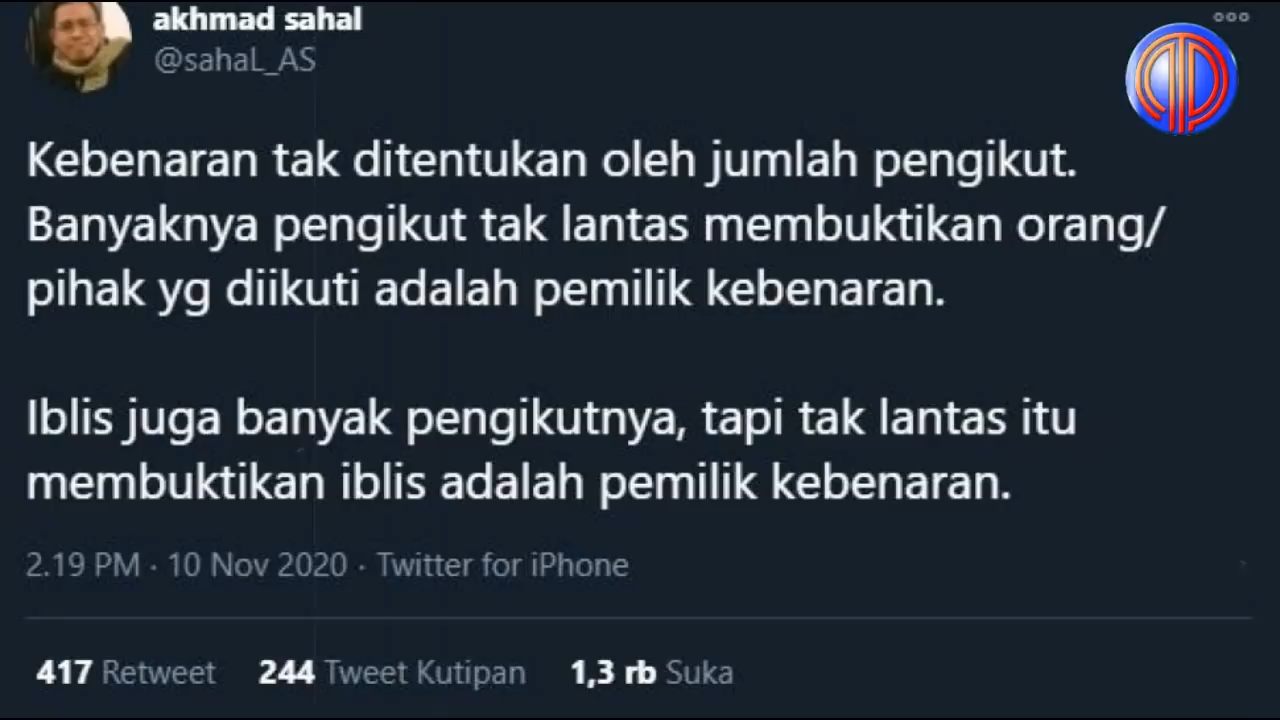 akhmad sahal
@sahaL_AS
Kebenaran tak ditentukan oleh jumlah pengikut.
Banyaknya pengikut tak lantas membuktikan orang/
pihak yg diikuti adalah pemilik kebenaran.
Iblis juga banyak pengikutnya, tapi tak lantas itu
membuktikan iblis adalah pemilik kebenaran.
2.19 PM · 10 Nov 2020 · Twitter for iPhone
417 Retweet 244 Tweet Kutipan 1,3 rb Suka